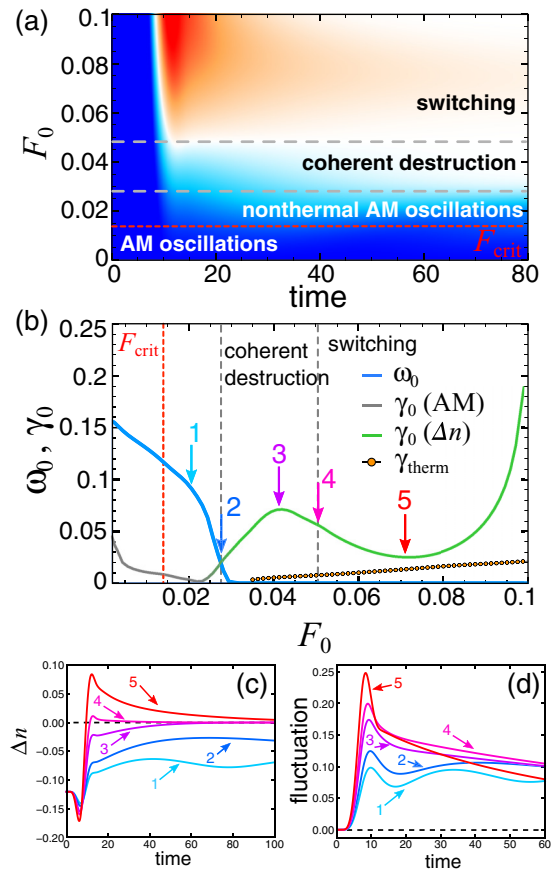 (a)
0.1
0.08
0.06
0.04
0.02
0
F₀
switching
coherent destruction
nonthermal AM oscillations
AM oscillations
F_crit
0 20 40 60 80
time
(b)
0.25
0.2
0.15
0.1
0.05
0
ω₀, γ₀
F_crit
coherent
destruction
switching
ω₀
γ₀ (AM)
γ₀ (Δn)
γ_therm
1
2
3
4
5
0.02 0.04 0.06 0.08 0.1
F₀
(c)
0.10
0.05
0.00
-0.05
-0.10
-0.15
-0.20
Δn
5
4
3
2
1
0 20 40 60 80 100
time
(d)
0.25
0.20
0.15
0.10
0.05
0.00
fluctuation
5
4
3
2
1
0 10 20 30 40 50 60
time